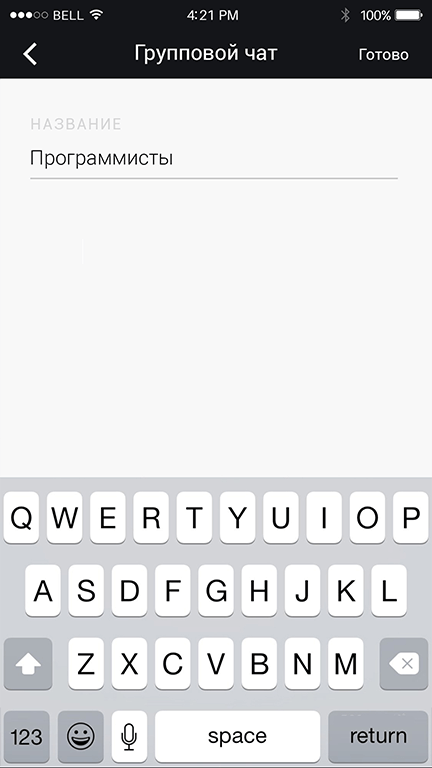 BELL 4:21 PM 100%
Групповой чат Готово
НАЗВАНИЕ
Программисты
Q W E R T Y U I O P
A S D F G H J K L
Z X C V B N M
123 space return